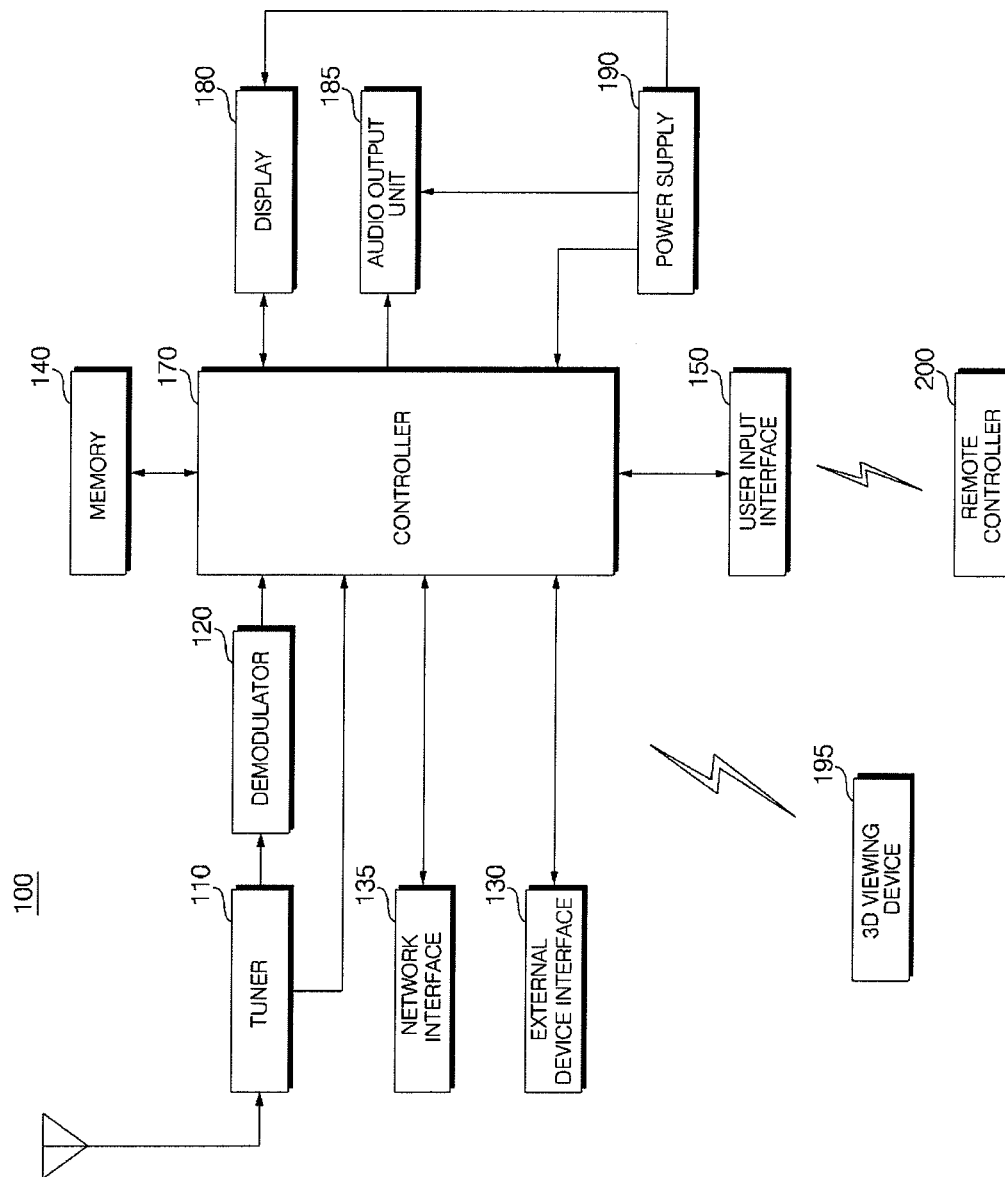 100
110
TUNER
120
DEMODULATOR
135
NETWORK
INTERFACE
130
EXTERNAL
DEVICE INTERFACE
140
MEMORY
170
CONTROLLER
150
USER INPUT
INTERFACE
180
DISPLAY
185
AUDIO OUTPUT
UNIT
190
POWER SUPPLY
195
3D VIEWING
DEVICE
200
REMOTE
CONTROLLER